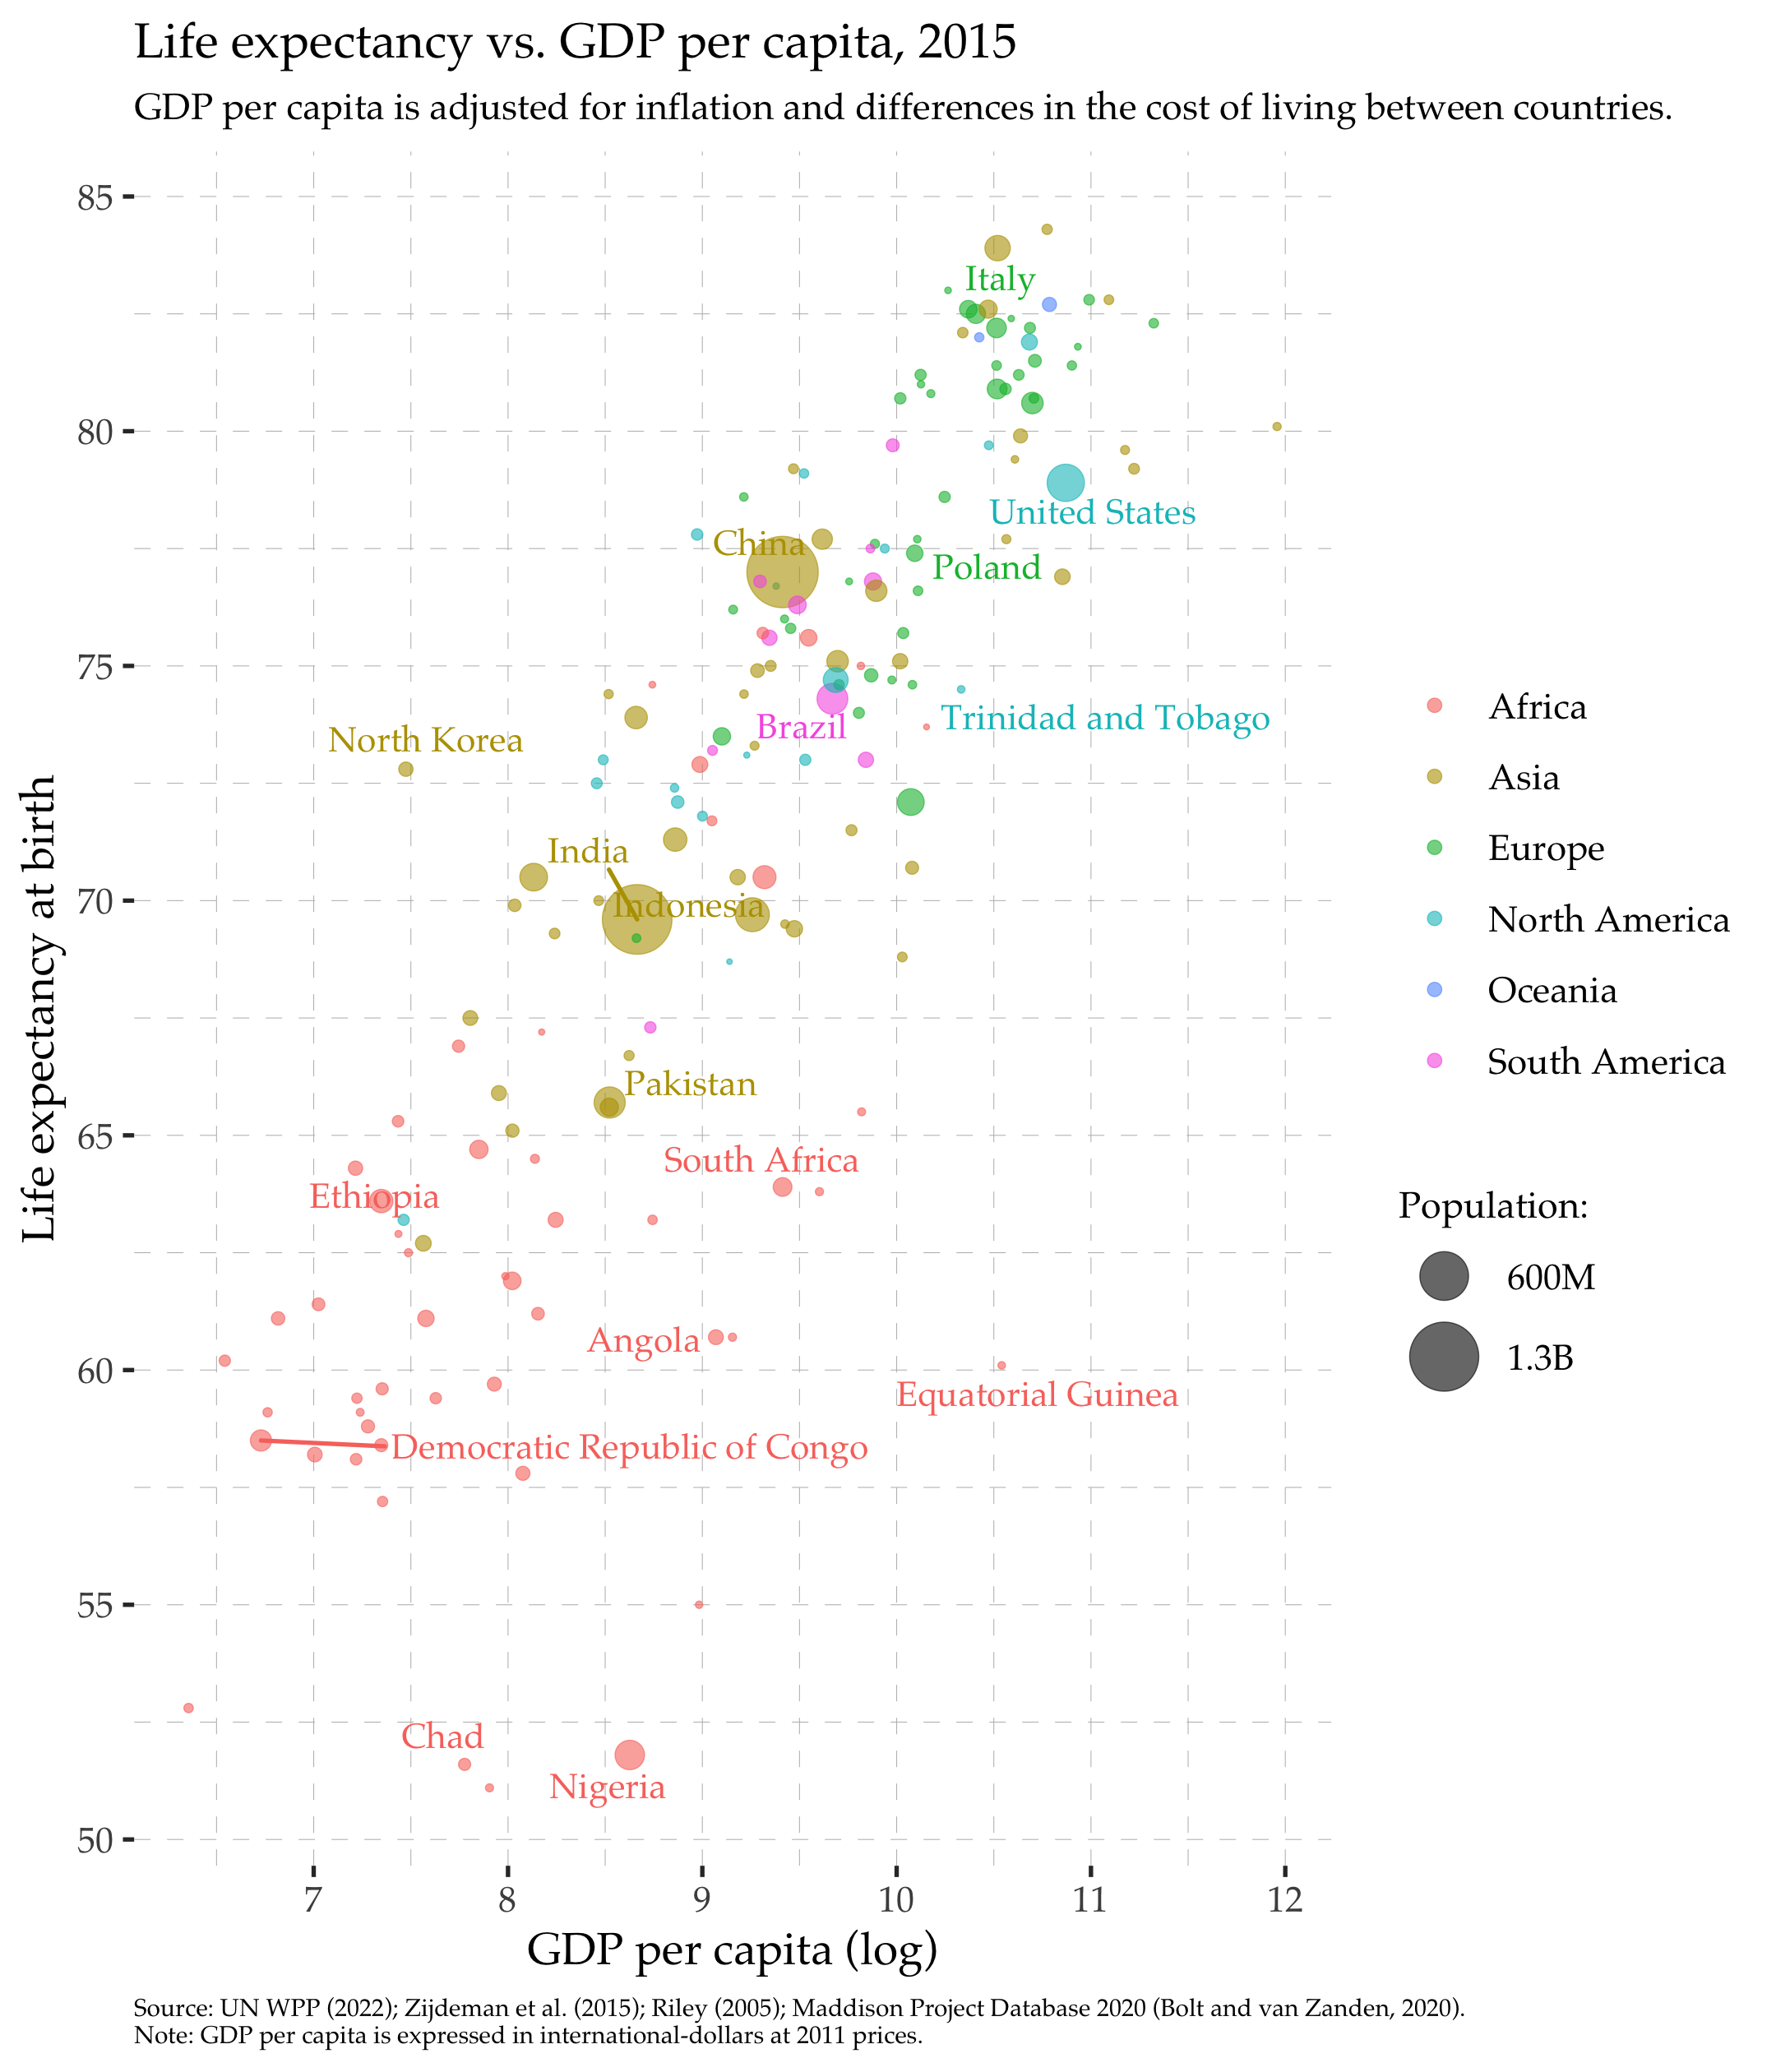 Life expectancy vs. GDP per capita, 2015
GDP per capita is adjusted for inflation and differences in the cost of living between countries.
85
80
75
70
65
60
55
50
Life expectancy at birth
Italy
United States
China
Poland
Brazil
Trinidad and Tobago
North Korea
India
Indonesia
Pakistan
South Africa
Ethiopia
Angola
Equatorial Guinea
Democratic Republic of Congo
Chad
Nigeria
Africa
Asia
Europe
North America
Oceania
South America
Population:
600M
1.3B
7
8
9
10
11
12
GDP per capita (log)
Source: UN WPP (2022); Zijdeman et al. (2015); Riley (2005); Maddison Project Database 2020 (Bolt and van Zanden, 2020).
Note: GDP per capita is expressed in international-dollars at 2011 prices.